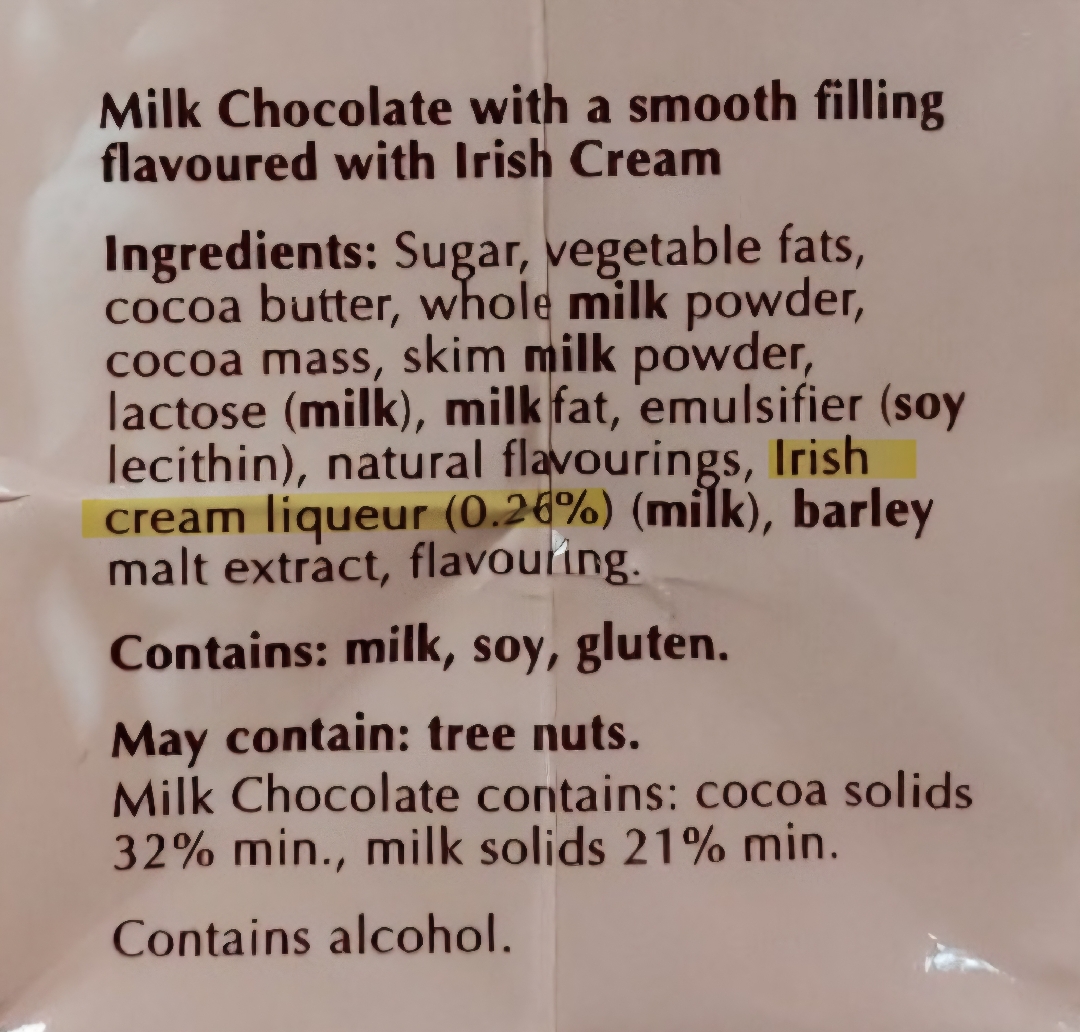 Milk Chocolate with a smooth filling
flavoured with Irish Cream
Ingredients: Sugar, vegetable fats,
cocoa butter, whole milk powder,
cocoa mass, skim milk powder,
lactose (milk), milk fat, emulsifier (soy
lecithin), natural flavourings, Irish
cream liqueur (0.26%) (milk), barley
malt extract, flavouring.
Contains: milk, soy, gluten.
May contain: tree nuts.
Milk Chocolate contains: cocoa solids
32% min., milk solids 21% min.
Contains alcohol.